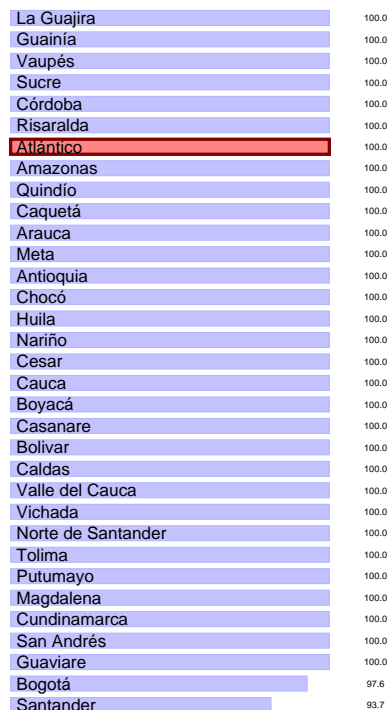 La Guajira 100.0
Guainía 100.0
Vaupés 100.0
Sucre 100.0
Córdoba 100.0
Risaralda 100.0
Atlántico 100.0
Amazonas 100.0
Quindío 100.0
Caquetá 100.0
Arauca 100.0
Meta 100.0
Antioquia 100.0
Chocó 100.0
Huila 100.0
Nariño 100.0
Cesar 100.0
Cauca 100.0
Boyacá 100.0
Casanare 100.0
Bolivar 100.0
Caldas 100.0
Valle del Cauca 100.0
Vichada 100.0
Norte de Santander 100.0
Tolima 100.0
Putumayo 100.0
Magdalena 100.0
Cundinamarca 100.0
San Andrés 100.0
Guaviare 100.0
Bogotá 97.6
Santander 93.7